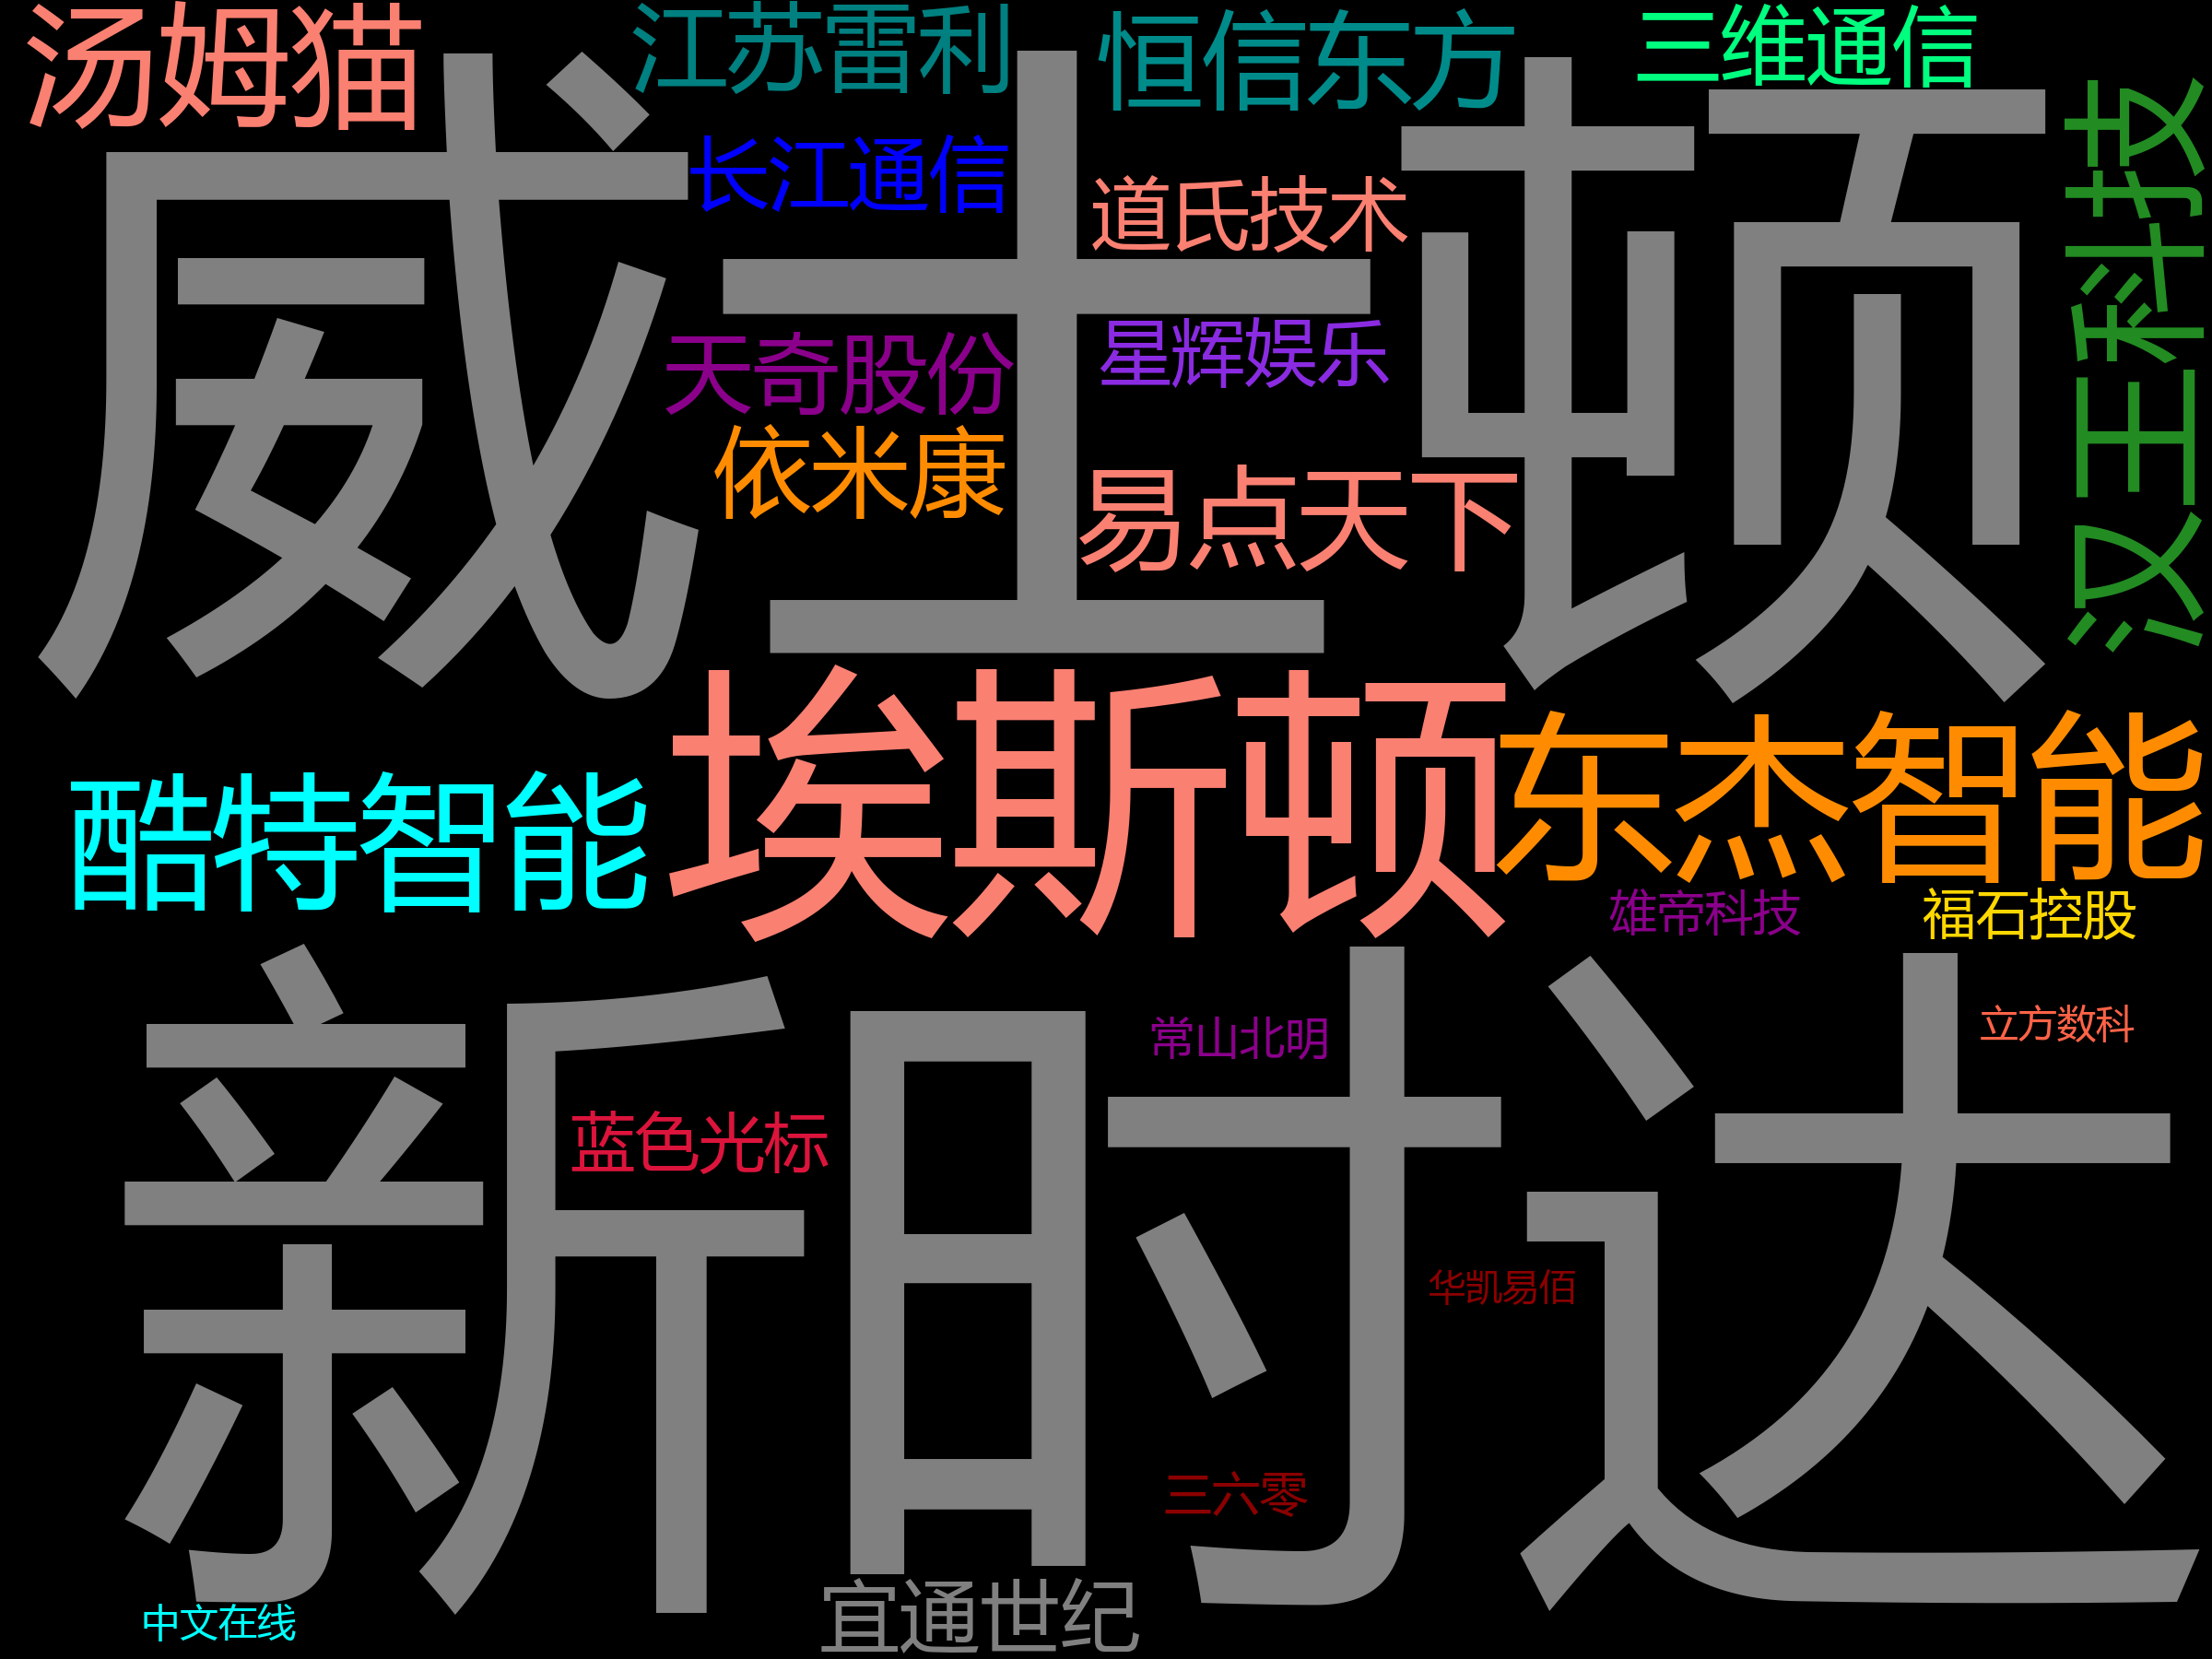 汤姆猫
江苏雷利
恒信东方
三维通信
威士顿
长江通信
道氏技术
汉王科技
天奇股份
星辉娱乐
依米康
易点天下
埃斯顿
东杰智能
酷特智能
维帝科技
福石控股
新时达
常山北明
立方数科
蓝色光标
华凯易佰
三六零
宜通世纪
中文在线